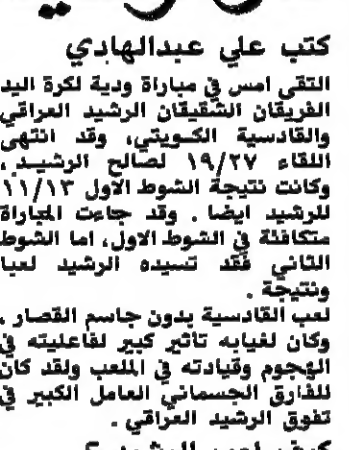 كتب علي عبدالهادي
التقى امس في مباراة ودية لكرة اليد
الفريقان الشقيقان الرشيد العراقي
والقادسية الكويتي، وقد انتهى
اللقاء ١٩/٢٧ لصالح الرشيد،
وكانت نتيجة الشوط الاول ١١/١٣
للرشيد ايضا . وقد جاءت المباراة
متكافئة في الشوط الاول، اما الشوط
الثاني فقد تسيده الرشيد لعبا
ونتيجة .
لعب القادسية بدون جاسم القصار ،
وكان لغيابه تاثير كبير لفاعليته في
الهجوم وقيادته في الملعب ولقد كان
للفارق الجسماني العامل الكبير في
تفوق الرشيد العراقي .